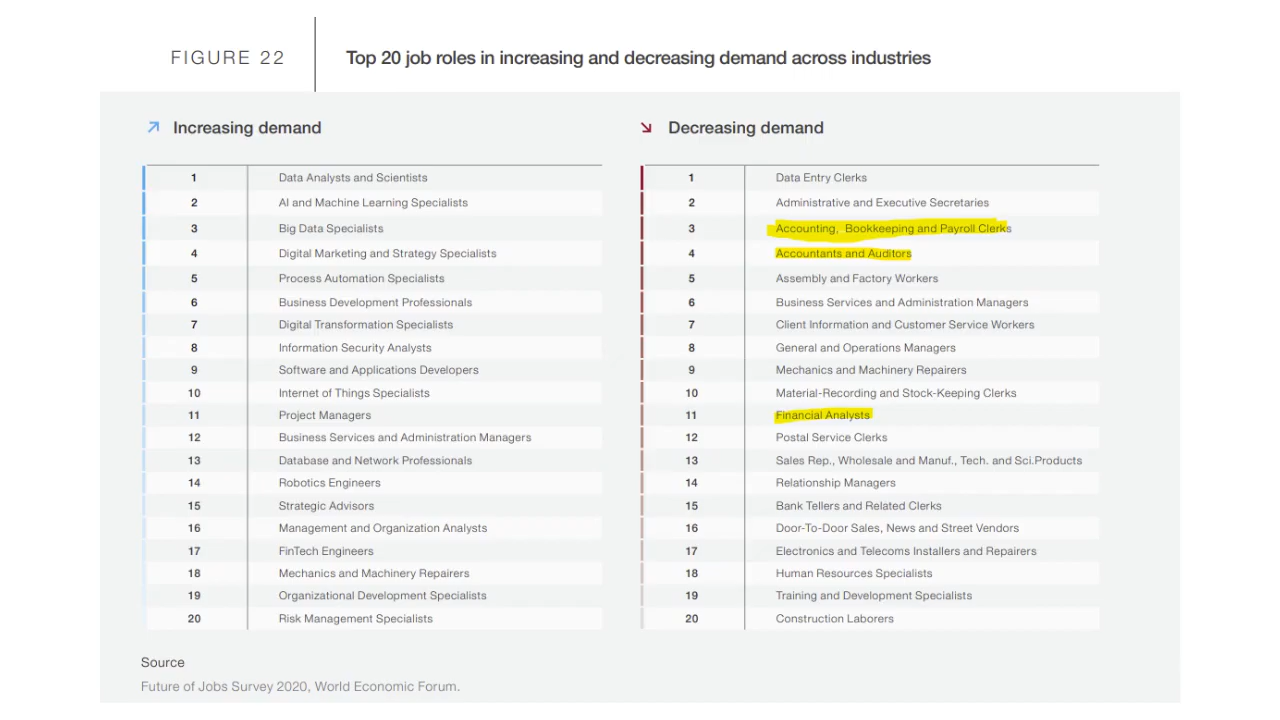 FIGURE 22
Top 20 job roles in increasing and decreasing demand across industries
Increasing demand
1 Data Analysts and Scientists
2 AI and Machine Learning Specialists
3 Big Data Specialists
4 Digital Marketing and Strategy Specialists
5 Process Automation Specialists
6 Business Development Professionals
7 Digital Transformation Specialists
8 Information Security Analysts
9 Software and Applications Developers
10 Internet of Things Specialists
11 Project Managers
12 Business Services and Administration Managers
13 Database and Network Professionals
14 Robotics Engineers
15 Strategic Advisors
16 Management and Organization Analysts
17 FinTech Engineers
18 Mechanics and Machinery Repairers
19 Organizational Development Specialists
20 Risk Management Specialists
Decreasing demand
1 Data Entry Clerks
2 Administrative and Executive Secretaries
3 Accounting, Bookkeeping and Payroll Clerks
4 Accountants and Auditors
5 Assembly and Factory Workers
6 Business Services and Administration Managers
7 Client Information and Customer Service Workers
8 General and Operations Managers
9 Mechanics and Machinery Repairers
10 Material-Recording and Stock-Keeping Clerks
11 Financial Analysts
12 Postal Service Clerks
13 Sales Rep., Wholesale and Manuf., Tech. and Sci.Products
14 Relationship Managers
15 Bank Tellers and Related Clerks
16 Door-To-Door Sales, News and Street Vendors
17 Electronics and Telecoms Installers and Repairers
18 Human Resources Specialists
19 Training and Development Specialists
20 Construction Laborers
Source
Future of Jobs Survey 2020, World Economic Forum.